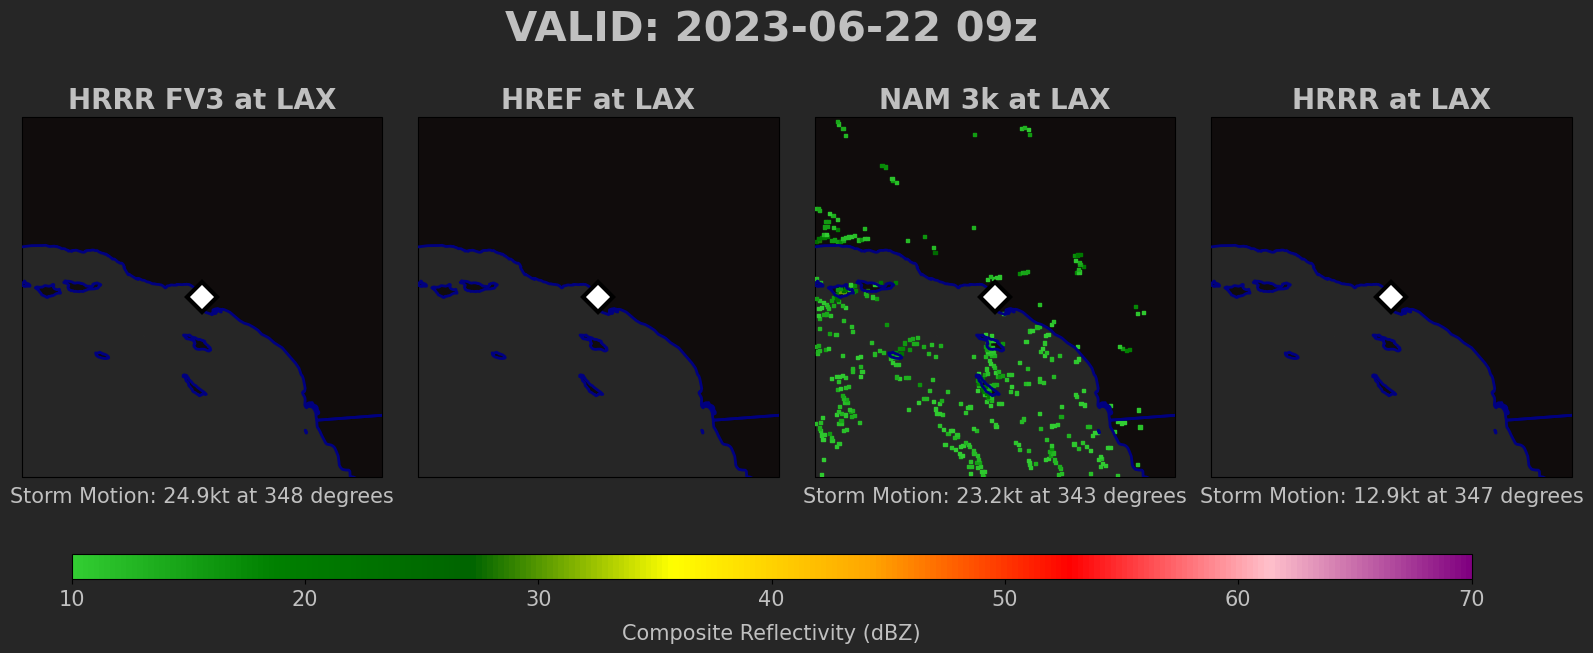 VALID: 2023-06-22 09z
HRRR FV3 at LAX
HREF at LAX
NAM 3k at LAX
HRRR at LAX
Storm Motion: 24.9kt at 348 degrees
Storm Motion: 23.2kt at 343 degrees
Storm Motion: 12.9kt at 347 degrees
10 20 30 40 50 60 70
Composite Reflectivity (dBZ)